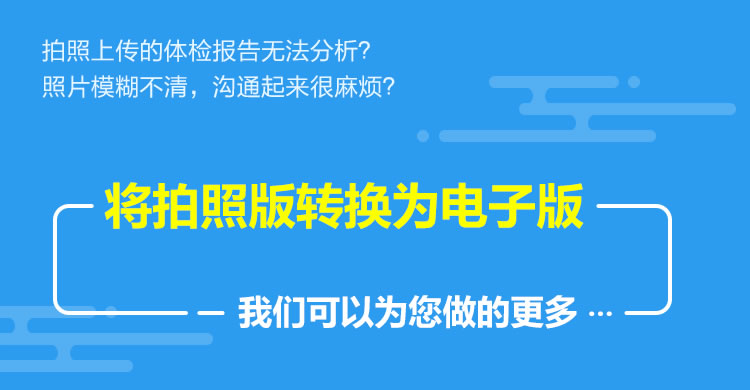 拍照上传的体检报告无法分析?
照片模糊不清，沟通起来很麻烦?
将拍照版转换为电子版
我们可以为您做的更多 ···